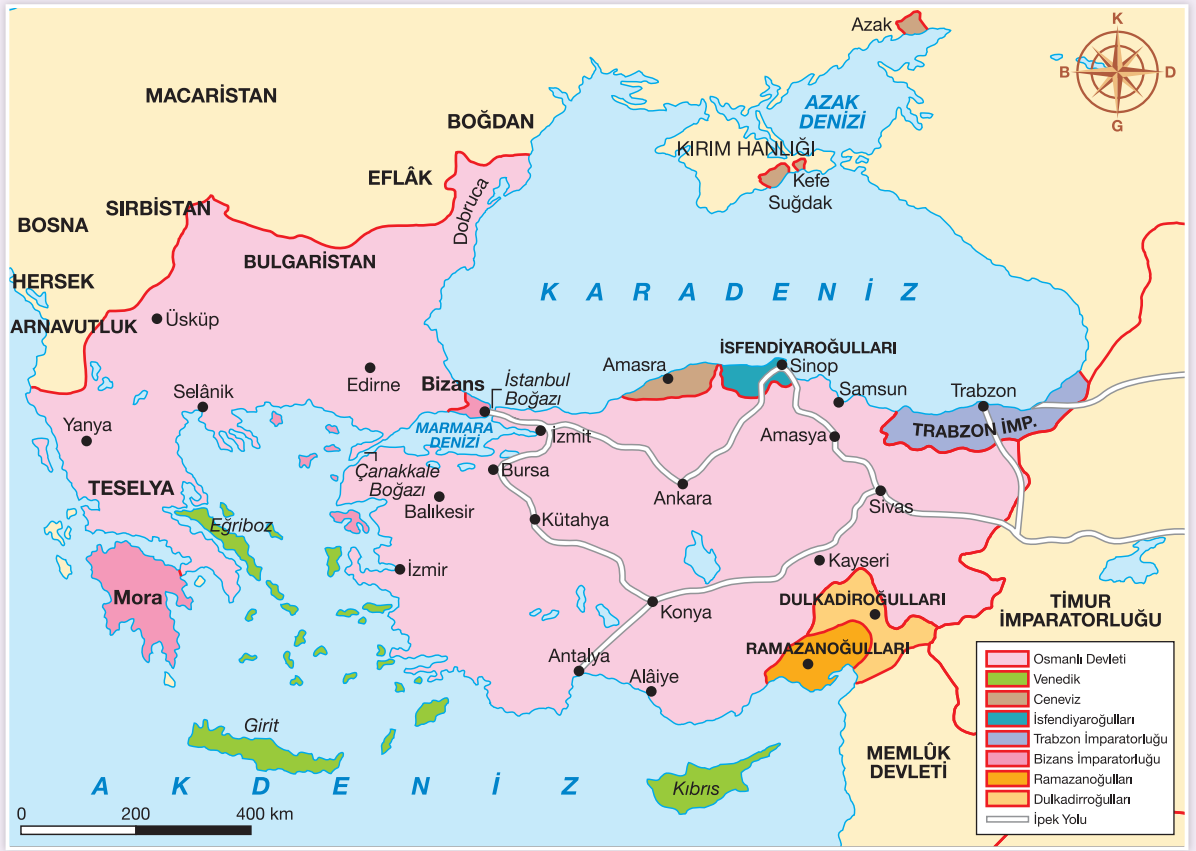 Azak
K
B
D
G
MACARİSTAN
AZAK
DENİZİ
BOĞDAN
KIRIM HANLIĞI
EFLÂK
Kefe
Suğdak
SIRBİSTAN
BOSNA
Dobruca
BULGARİSTAN
HERSEK
KARADENİZ
ARNAVUTLUK
Üsküp
İSFENDİYAROĞULLARI
Amasra
Sinop
Edirne
Bizans
İstanbul
Boğazı
Selânik
Samsun
Trabzon
Yanya
MARMARA
DENİZİ
İzmit
Amasya
TRABZON İMP.
Çanakkale
Boğazı
Bursa
TESELYA
Ankara
Balıkesir
Sivas
Eğriboz
Kütahya
Kayseri
İzmir
Mora
DULKADİROĞULLARI
Konya
TİMUR
İMPARATORLUĞU
RAMAZANOĞULLARI
Antalya
Alâiye
Girit
MEMLÛK
DEVLETİ
AKDENİZ
Kıbrıs
0 200 400 km
Osmanlı Devleti
Venedik
Ceneviz
İsfendiyaroğulları
Trabzon İmparatorluğu
Bizans İmparatorluğu
Ramazanoğulları
Dulkadirroğulları
İpek Yolu